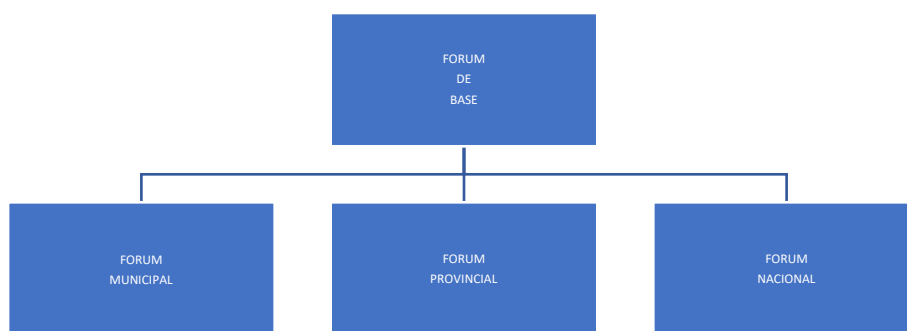 FORUM
DE
BASE
FORUM
MUNICIPAL
FORUM
PROVINCIAL
FORUM
NACIONAL